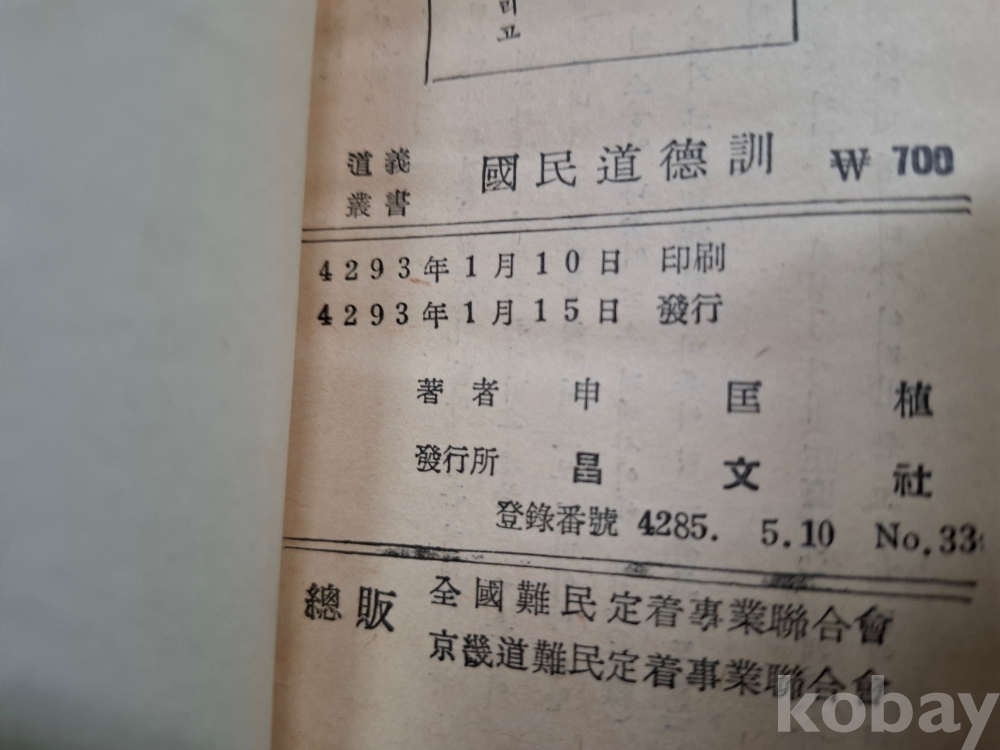 리고
道義叢書 國民道德訓 ₩ 700
4293年1月10日 印刷
4293年1月15日 發行
著者 申匡植
發行所 昌文社
登錄番號 4285. 5.10 No.33
總販 全國難民定着事業聯合會
京畿道難民定着事業聯合會
kobay